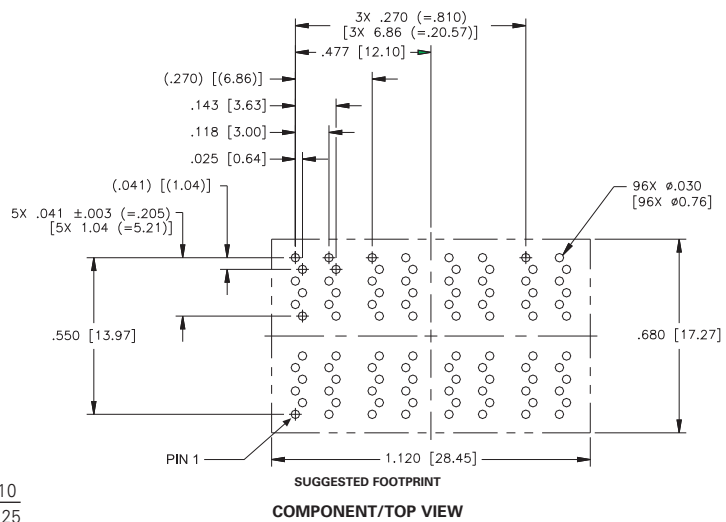 3X .270 (=.810)
[3X 6.86 (=.20.57)]
.477 [12.10]
(.270) [(6.86)]
.143 [3.63]
.118 [3.00]
.025 [0.64]
(.041) [(1.04)]
5X .041 ±.003 (=.205)
[5X 1.04 (=5.21)]
96X ø.030
[96X ø0.76]
.550 [13.97]
.680 [17.27]
PIN 1
1.120 [28.45]
SUGGESTED FOOTPRINT
COMPONENT/TOP VIEW
10
25